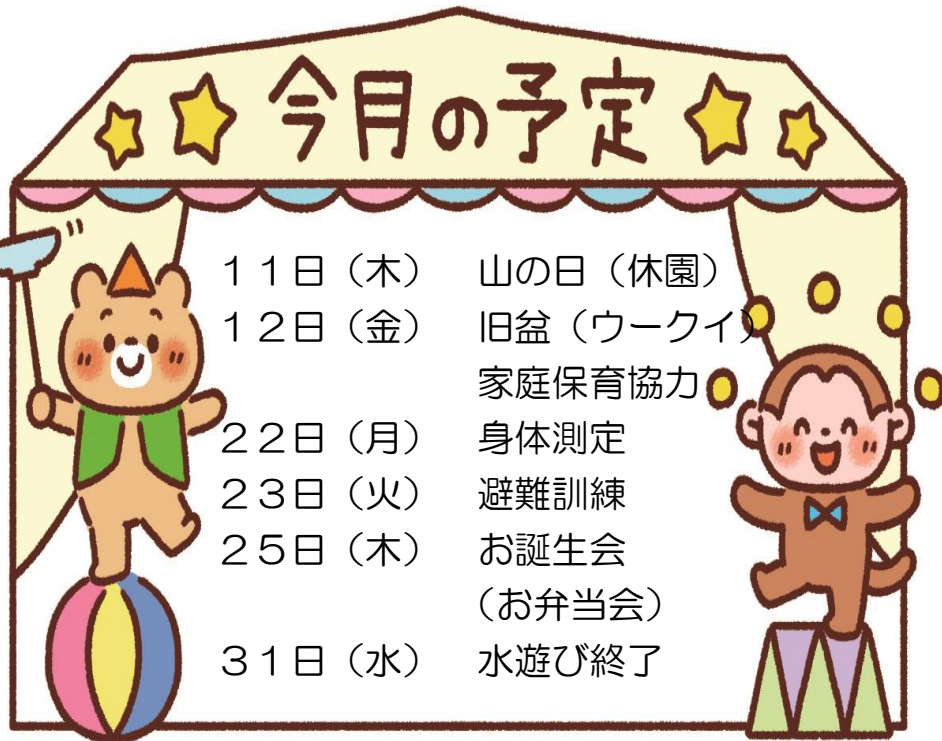 今月の予定
11日（木） 山の日（休園）
12日（金） 旧盆（ウークイ）
家庭保育協力
22日（月） 身体測定
23日（火） 避難訓練
25日（木） お誕生会
（お弁当会）
31日（水） 水遊び終了